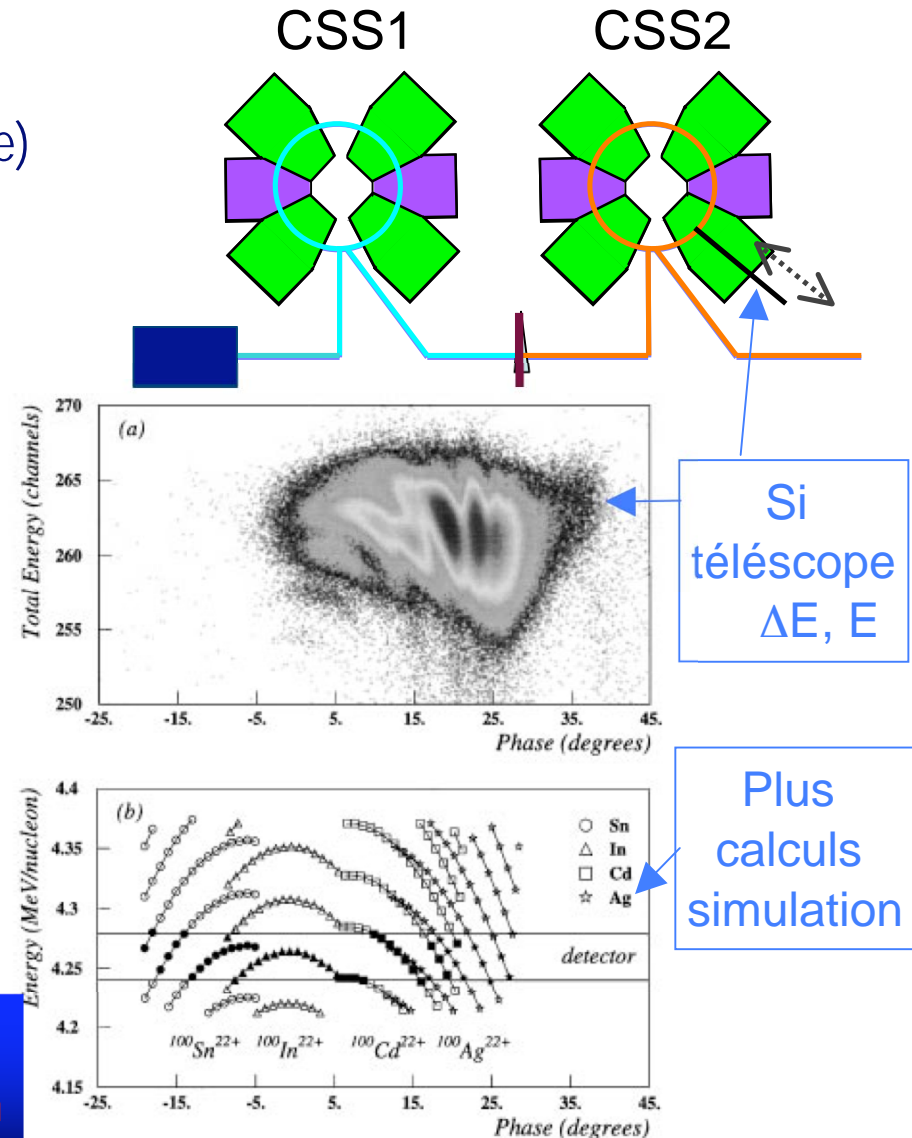 CSS1
CSS2
e)
270
265
260
255
250
Total Energy (channels)
(a)
-25.
-15.
-5.
5.
15.
25.
35.
45.
Phase (degrees)
Si
téléscope
ΔE, E
4.4
4.35
4.3
4.25
4.2
4.15
Energy (MeV/nucleon)
(b)
Sn
In
Cd
Ag
detector
¹⁰⁰Sn²²⁺ ¹⁰⁰In²²⁺ ¹⁰⁰Cd²²⁺ ¹⁰⁰Ag²²⁺
-25.
-15.
-5.
5.
15.
25.
35.
45.
Phase (degrees)
Plus
calculs
simulation